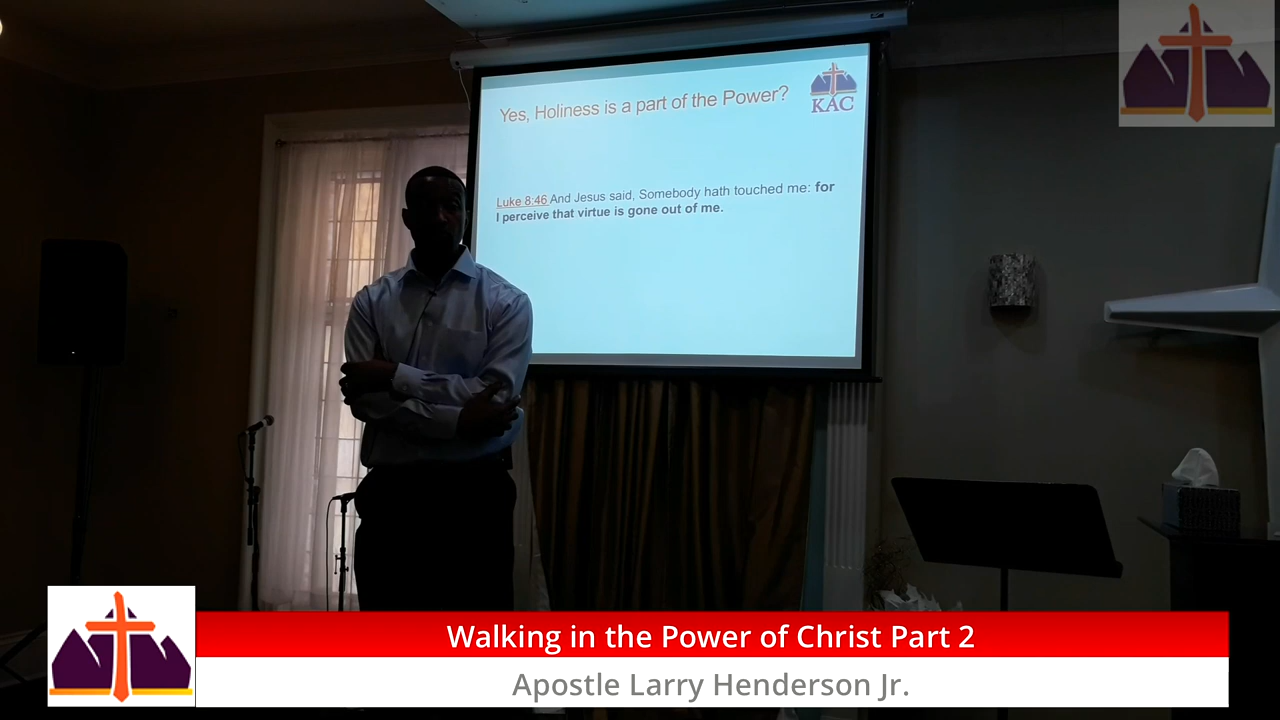 Yes, Holiness is a part of the Power?
KAC
Luke 8:46 And Jesus said, Somebody hath touched me: for
I perceive that virtue is gone out of me.
Walking in the Power of Christ Part 2
Apostle Larry Henderson Jr.